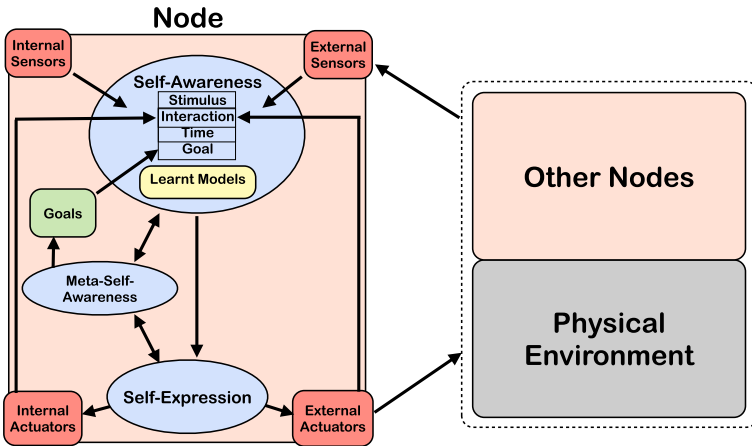 Node
Internal
Sensors
External
Sensors
Self-Awareness
Stimulus
Interaction
Time
Goal
Learnt Models
Goals
Meta-Self-
Awareness
Self-Expression
Internal
Actuators
External
Actuators
Other Nodes
Physical
Environment